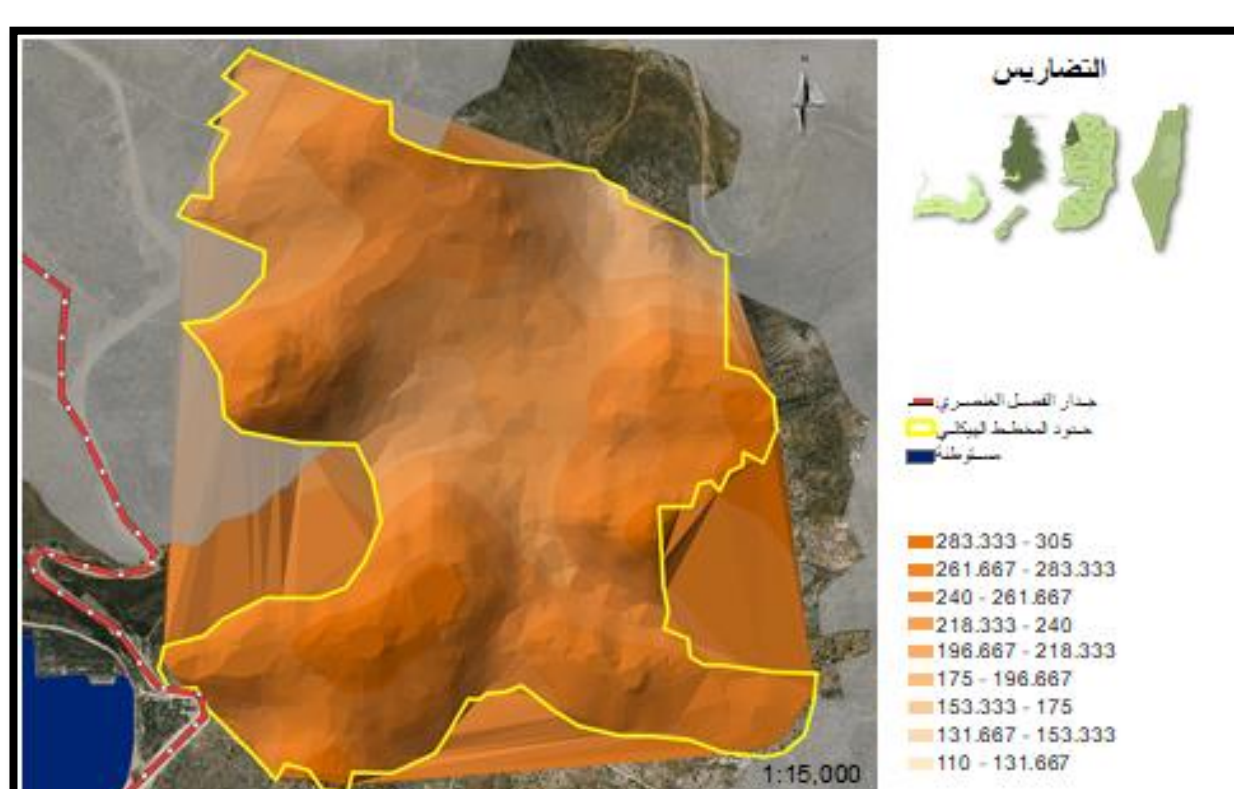 N
التضاريس
جدار الفصل العنصري
حدود المخطط الهيكلي
مستوطنة
283.333 - 305
261.667 - 283.333
240 - 261.667
218.333 - 240
196.667 - 218.333
175 - 196.667
153.333 - 175
131.667 - 153.333
110 - 131.667
1:15,000